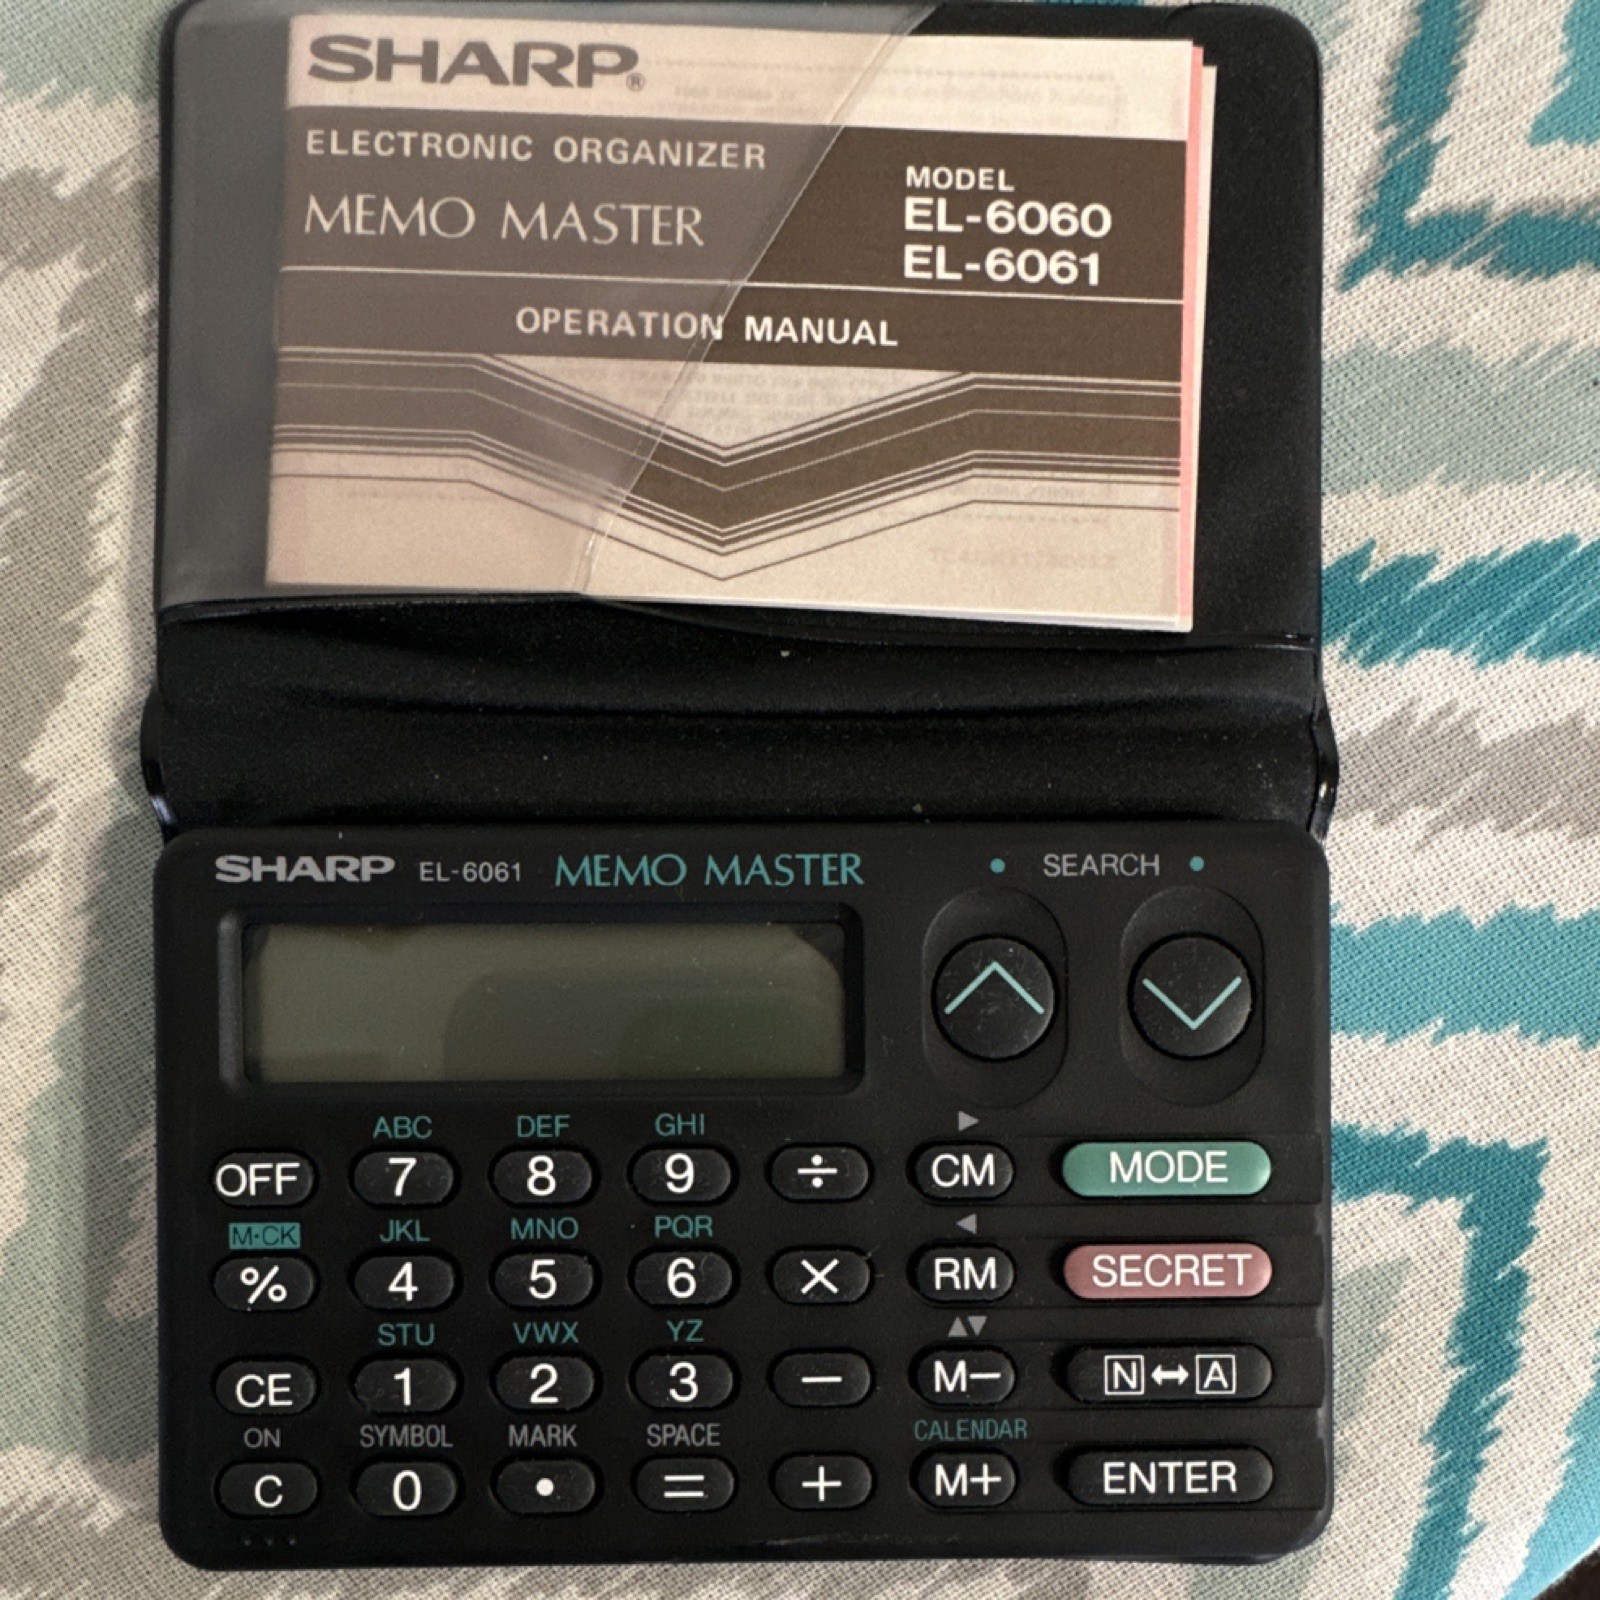 SHARP®
ELECTRONIC ORGANIZER
MEMO MASTER
MODEL
EL-6060
EL-6061
OPERATION MANUAL
SHARP EL-6061 MEMO MASTER SEARCH
ABC DEF GHI
OFF 7 8 9 ÷ CM MODE
M·CK JKL MNO PQR
% 4 5 6 × RM SECRET
STU VWX YZ
CE 1 2 3 − M− N↔A
ON SYMBOL MARK SPACE CALENDAR
C 0 • = + M+ ENTER